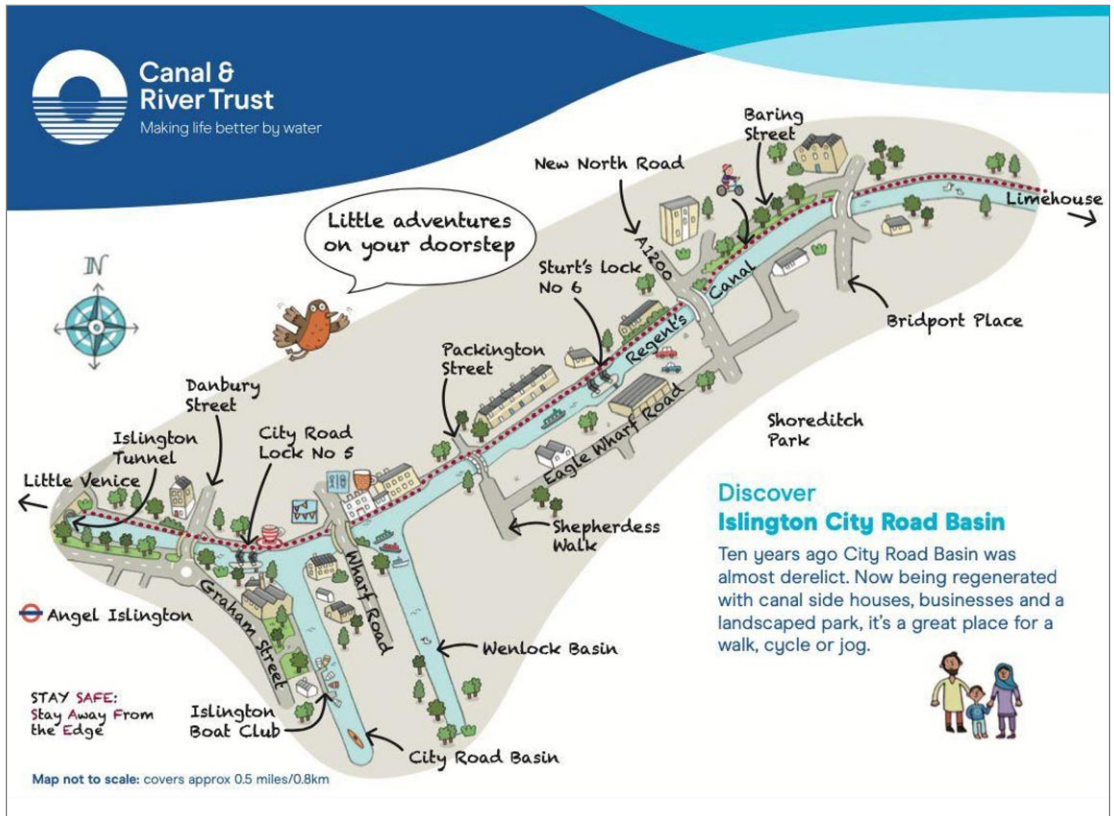 Canal &
River Trust
Making life better by water
Baring
Street
New North Road
Little adventures
on your doorstep
Limehouse
A1200
N
Sturt's lock
No 6
Regent's Canal
Bridport Place
Packington
Street
Danbury
Street
Shoreditch
Park
Islington
Tunnel
City Road
Lock No 5
Little Venice
Eagle Wharf Road
Discover
Islington City Road Basin
Ten years ago City Road Basin was
almost derelict. Now being regenerated
with canal side houses, businesses and a
landscaped park, it's a great place for a
walk, cycle or jog.
Shepherdess
Walk
Angel Islington
Graham Street
Wharf Road
Wenlock Basin
STAY SAFE:
Stay Away From
the Edge
Islington
Boat Club
City Road Basin
Map not to scale: covers approx 0.5 miles/0.8km